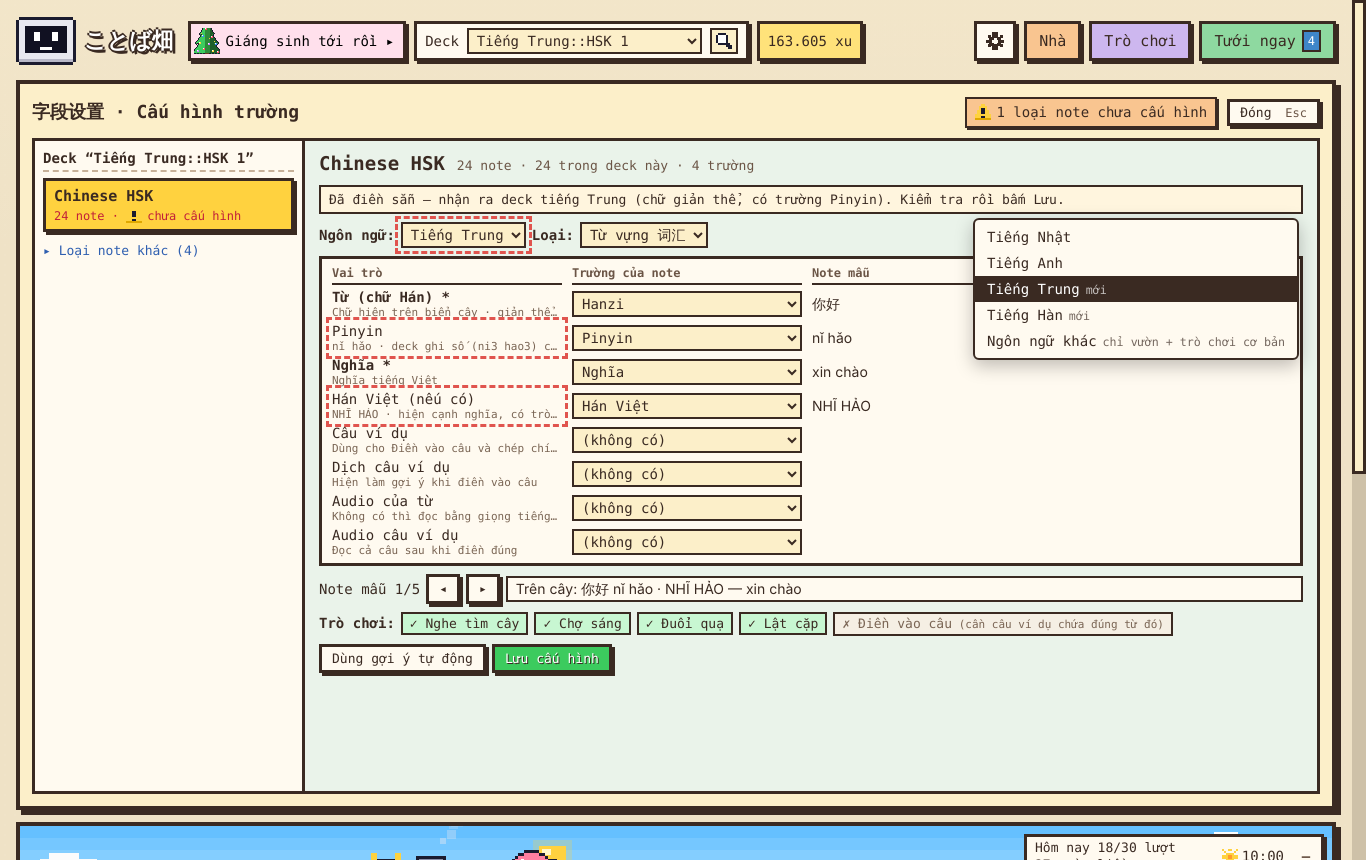 ことば畑 Giáng sinh tới rồi ▸ Deck Tiếng Trung::HSK 1 163.605 xu Nhà Trò chơi Tưới ngay 4
字段设置 · Cấu hình trường 1 loại note chưa cấu hình Đóng Esc
Deck “Tiếng Trung::HSK 1”
Chinese HSK
24 note · chưa cấu hình
▸ Loại note khác (4)
Chinese HSK 24 note · 24 trong deck này · 4 trường
Đã điền sẵn — nhận ra deck tiếng Trung (chữ giản thể, có trường Pinyin). Kiểm tra rồi bấm Lưu.
Ngôn ngữ: Tiếng Trung Loại: Từ vựng 词汇
Tiếng Nhật
Tiếng Anh
Tiếng Trung mới
Tiếng Hàn mới
Ngôn ngữ khác chỉ vườn + trò chơi cơ bản
Vai trò Trường của note Note mẫu
Từ (chữ Hán) * Hanzi 你好
Chữ hiện trên biển cây · giản thể…
Pinyin Pinyin nǐ hǎo
nǐ hǎo · deck ghi số (ni3 hao3) c…
Nghĩa * Nghĩa xin chào
Nghĩa tiếng Việt
Hán Việt (nếu có) Hán Việt NHĨ HẢO
NHĨ HẢO · hiện cạnh nghĩa, có trò…
Câu ví dụ (không có)
Dùng cho Điền vào câu và chép chí…
Dịch câu ví dụ (không có)
Hiện làm gợi ý khi điền vào câu
Audio của từ (không có)
Không có thì đọc bằng giọng tiếng…
Audio câu ví dụ (không có)
Đọc cả câu sau khi điền đúng
Note mẫu 1/5 ◂ ▸ Trên cây: 你好 nǐ hǎo · NHĨ HẢO — xin chào
Trò chơi: ✓ Nghe tìm cây ✓ Chợ sáng ✓ Đuổi quạ ✓ Lật cặp ✗ Điền vào câu (cần câu ví dụ chứa đúng từ đó)
Dùng gợi ý tự động Lưu cấu hình
Hôm nay 18/30 lượt
10:00 –